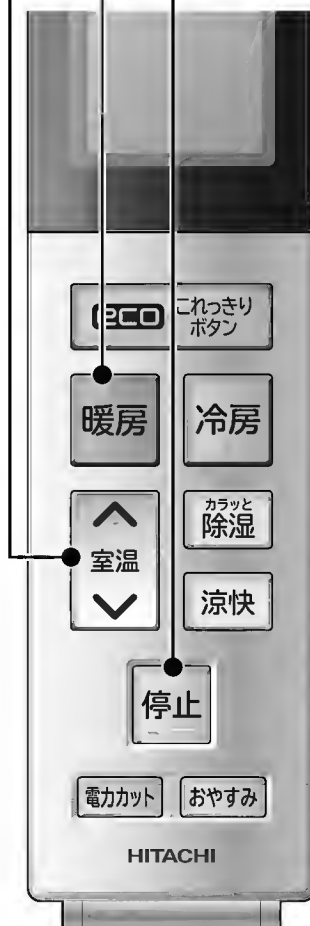 eco これっきり
ボタン
暖房 冷房
カラッと
除湿
室温
涼快
停止
電力カット おやすみ
HITACHI